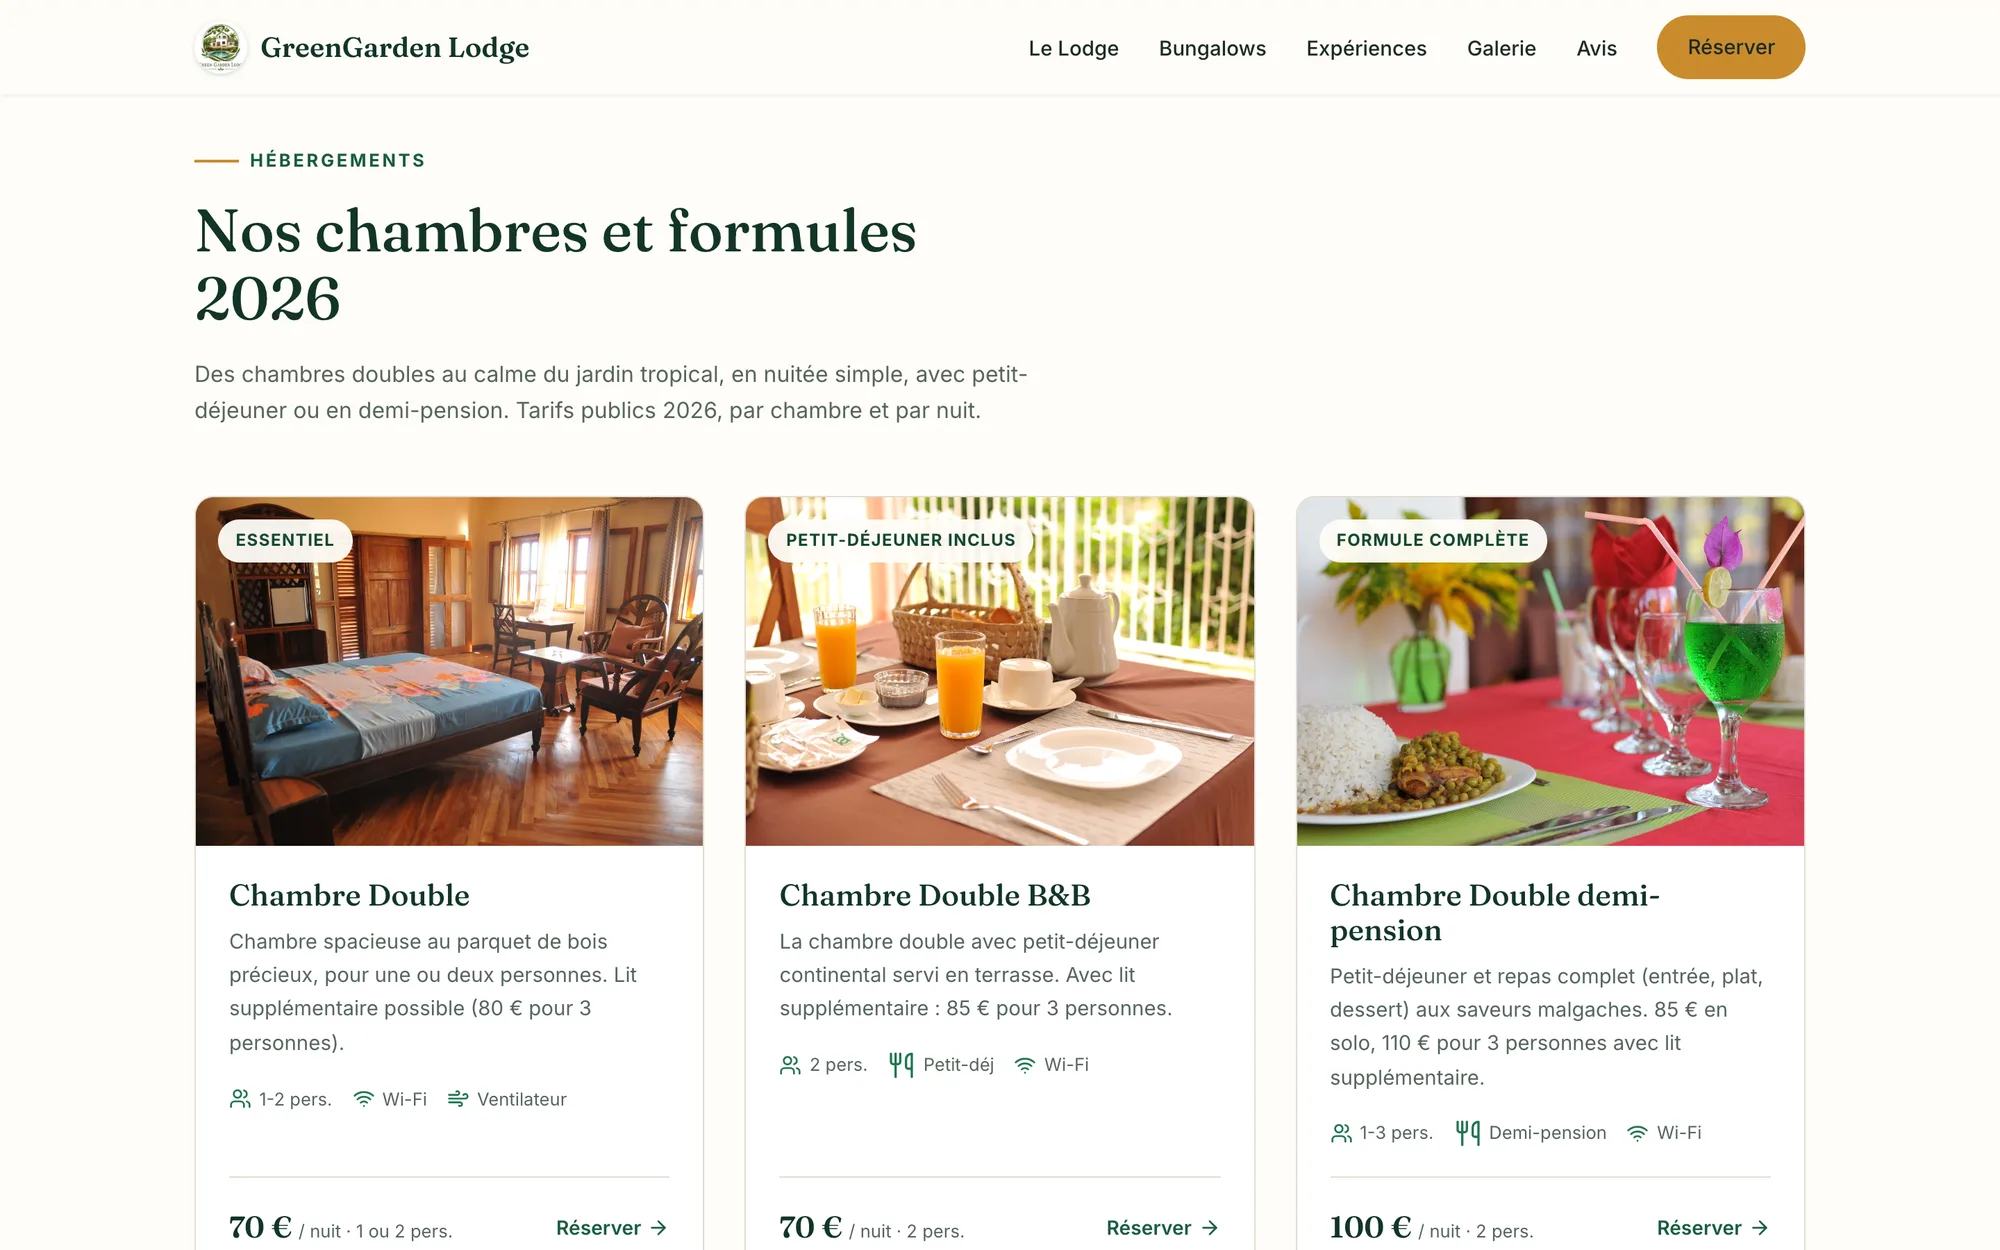 GreenGarden Lodge
Le Lodge
Bungalows
Expériences
Galerie
Avis
Réserver
HÉBERGEMENTS
Nos chambres et formules
2026
Des chambres doubles au calme du jardin tropical, en nuitée simple, avec petit-
déjeuner ou en demi-pension. Tarifs publics 2026, par chambre et par nuit.
ESSENTIEL
Chambre Double
Chambre spacieuse au parquet de bois
précieux, pour une ou deux personnes. Lit
supplémentaire possible (80 € pour 3
personnes).
1-2 pers.
Wi-Fi
Ventilateur
70 € / nuit · 1 ou 2 pers.
Réserver →
PETIT-DÉJEUNER INCLUS
Chambre Double B&B
La chambre double avec petit-déjeuner
continental servi en terrasse. Avec lit
supplémentaire : 85 € pour 3 personnes.
2 pers.
Petit-déj
Wi-Fi
70 € / nuit · 2 pers.
Réserver →
FORMULE COMPLÈTE
Chambre Double demi-
pension
Petit-déjeuner et repas complet (entrée, plat,
dessert) aux saveurs malgaches. 85 € en
solo, 110 € pour 3 personnes avec lit
supplémentaire.
1-3 pers.
Demi-pension
Wi-Fi
100 € / nuit · 2 pers.
Réserver →